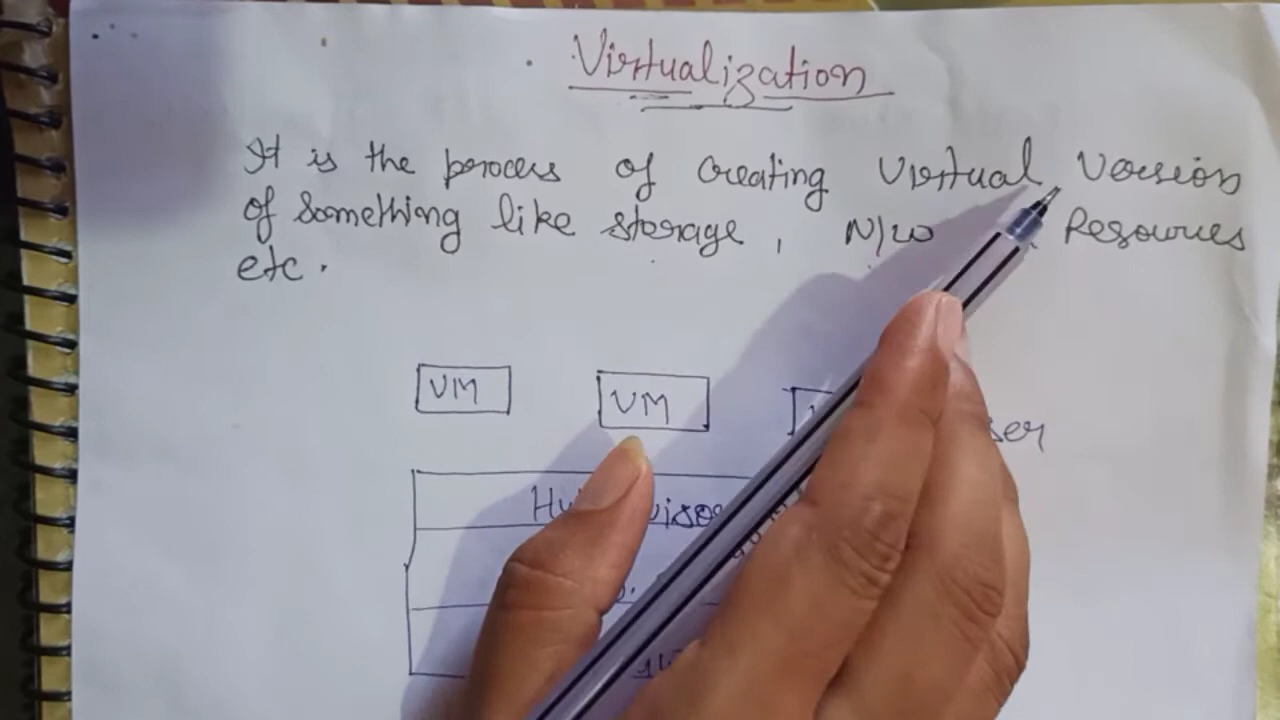 Virtualization
It is the process of creating virtual version
of something like storage, N/w Resources
etc.
VM VM